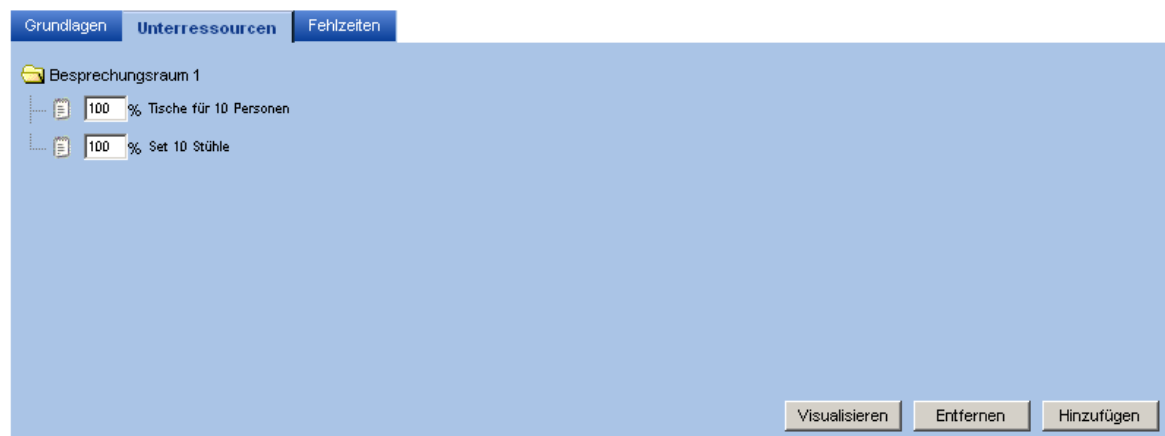 Grundlagen Unterressourcen Fehlzeiten
Besprechungsraum 1
100 % Tische für 10 Personen
100 % Set 10 Stühle
Visualisieren Entfernen Hinzufügen